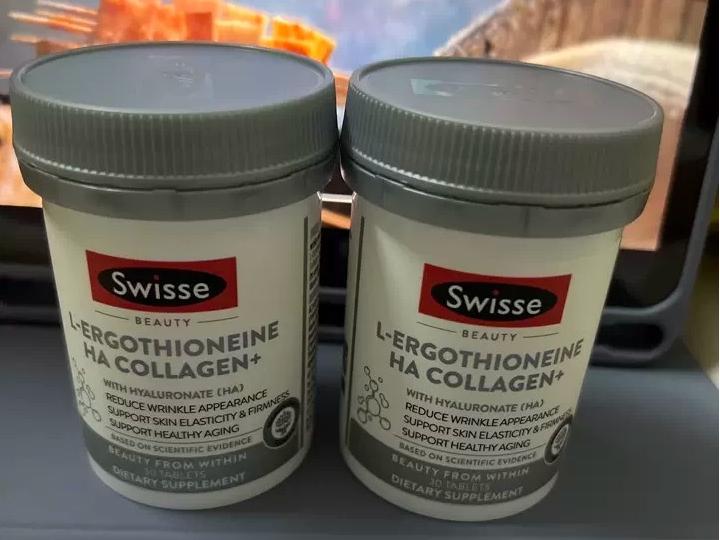 Swisse
BEAUTY
L-ERGOTHIONEINE
HA COLLAGEN+
WITH HYALURONATE (HA)
REDUCE WRINKLE APPEARANCE
SUPPORT SKIN ELASTICITY & FIRMNESS
SUPPORT HEALTHY AGING
BASED ON SCIENTIFIC EVIDENCE
BEAUTY FROM WITHIN
30 TABLETS
DIETARY SUPPLEMENT
Swisse
BEAUTY
L-ERGOTHIONEINE
HA COLLAGEN+
WITH HYALURONATE (HA)
REDUCE WRINKLE APPEARANCE
SUPPORT SKIN ELASTICITY & FIRMNESS
SUPPORT HEALTHY AGING
BASED ON SCIENTIFIC EVIDENCE
BEAUTY FROM WITHIN
30 TABLETS
DIETARY SUPPLEMENT